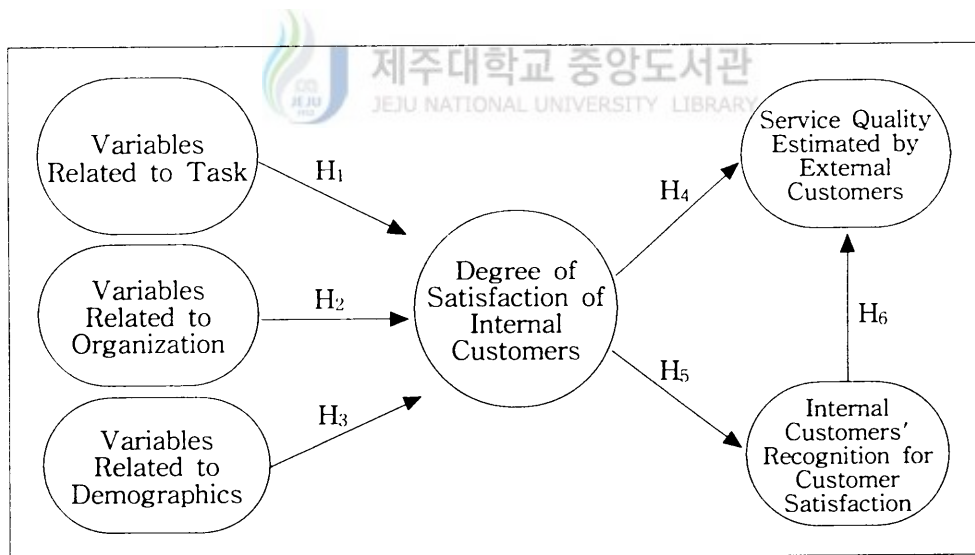 제주대학교 중앙도서관
JEJU NATIONAL UNIVERSITY LIBRARY
JEJU
1952
Variables
Related to Task
H₁
Variables
Related to
Organization
H₂
Variables
Related to
Demographics
H₃
Degree of
Satisfaction of
Internal
Customers
H₄
H₅
Service Quality
Estimated by
External
Customers
H₆
Internal
Customers'
Recognition for
Customer
Satisfaction